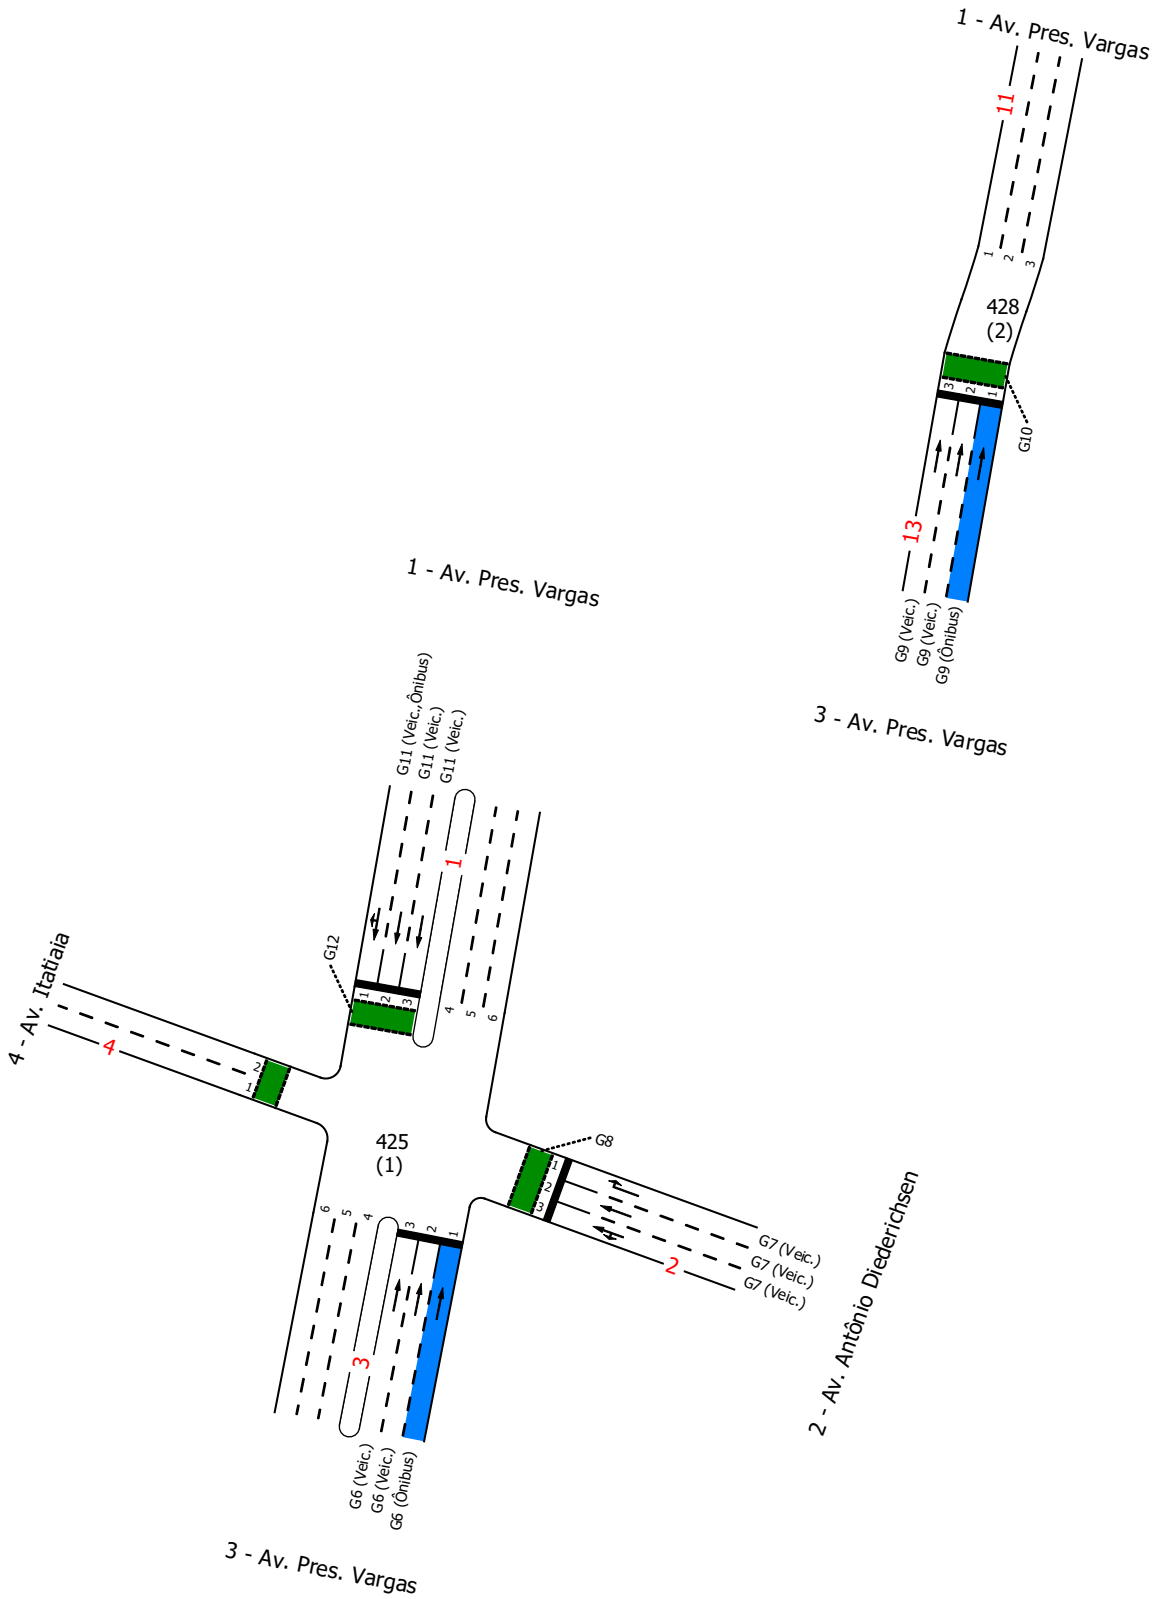 1 - Av. Pres. Vargas
11
1
2
3
428
(2)
3
2
1
G10
13
G9 (Veic.)
G9 (Veic.)
G9 (Ônibus)
3 - Av. Pres. Vargas
1 - Av. Pres. Vargas
G11 (Veic.,Ônibus)
G11 (Veic.)
G11 (Veic.)
1
G12
1
2
3
4
5
6
4 - Av. Itatiaia
4
2
1
425
(1)
G8
1
2
3
G7 (Veic.)
G7 (Veic.)
G7 (Veic.)
2
2 - Av. Antônio Diederichsen
6
5
4
3
2
1
3
G6 (Veic.)
G6 (Veic.)
G6 (Ônibus)
3 - Av. Pres. Vargas